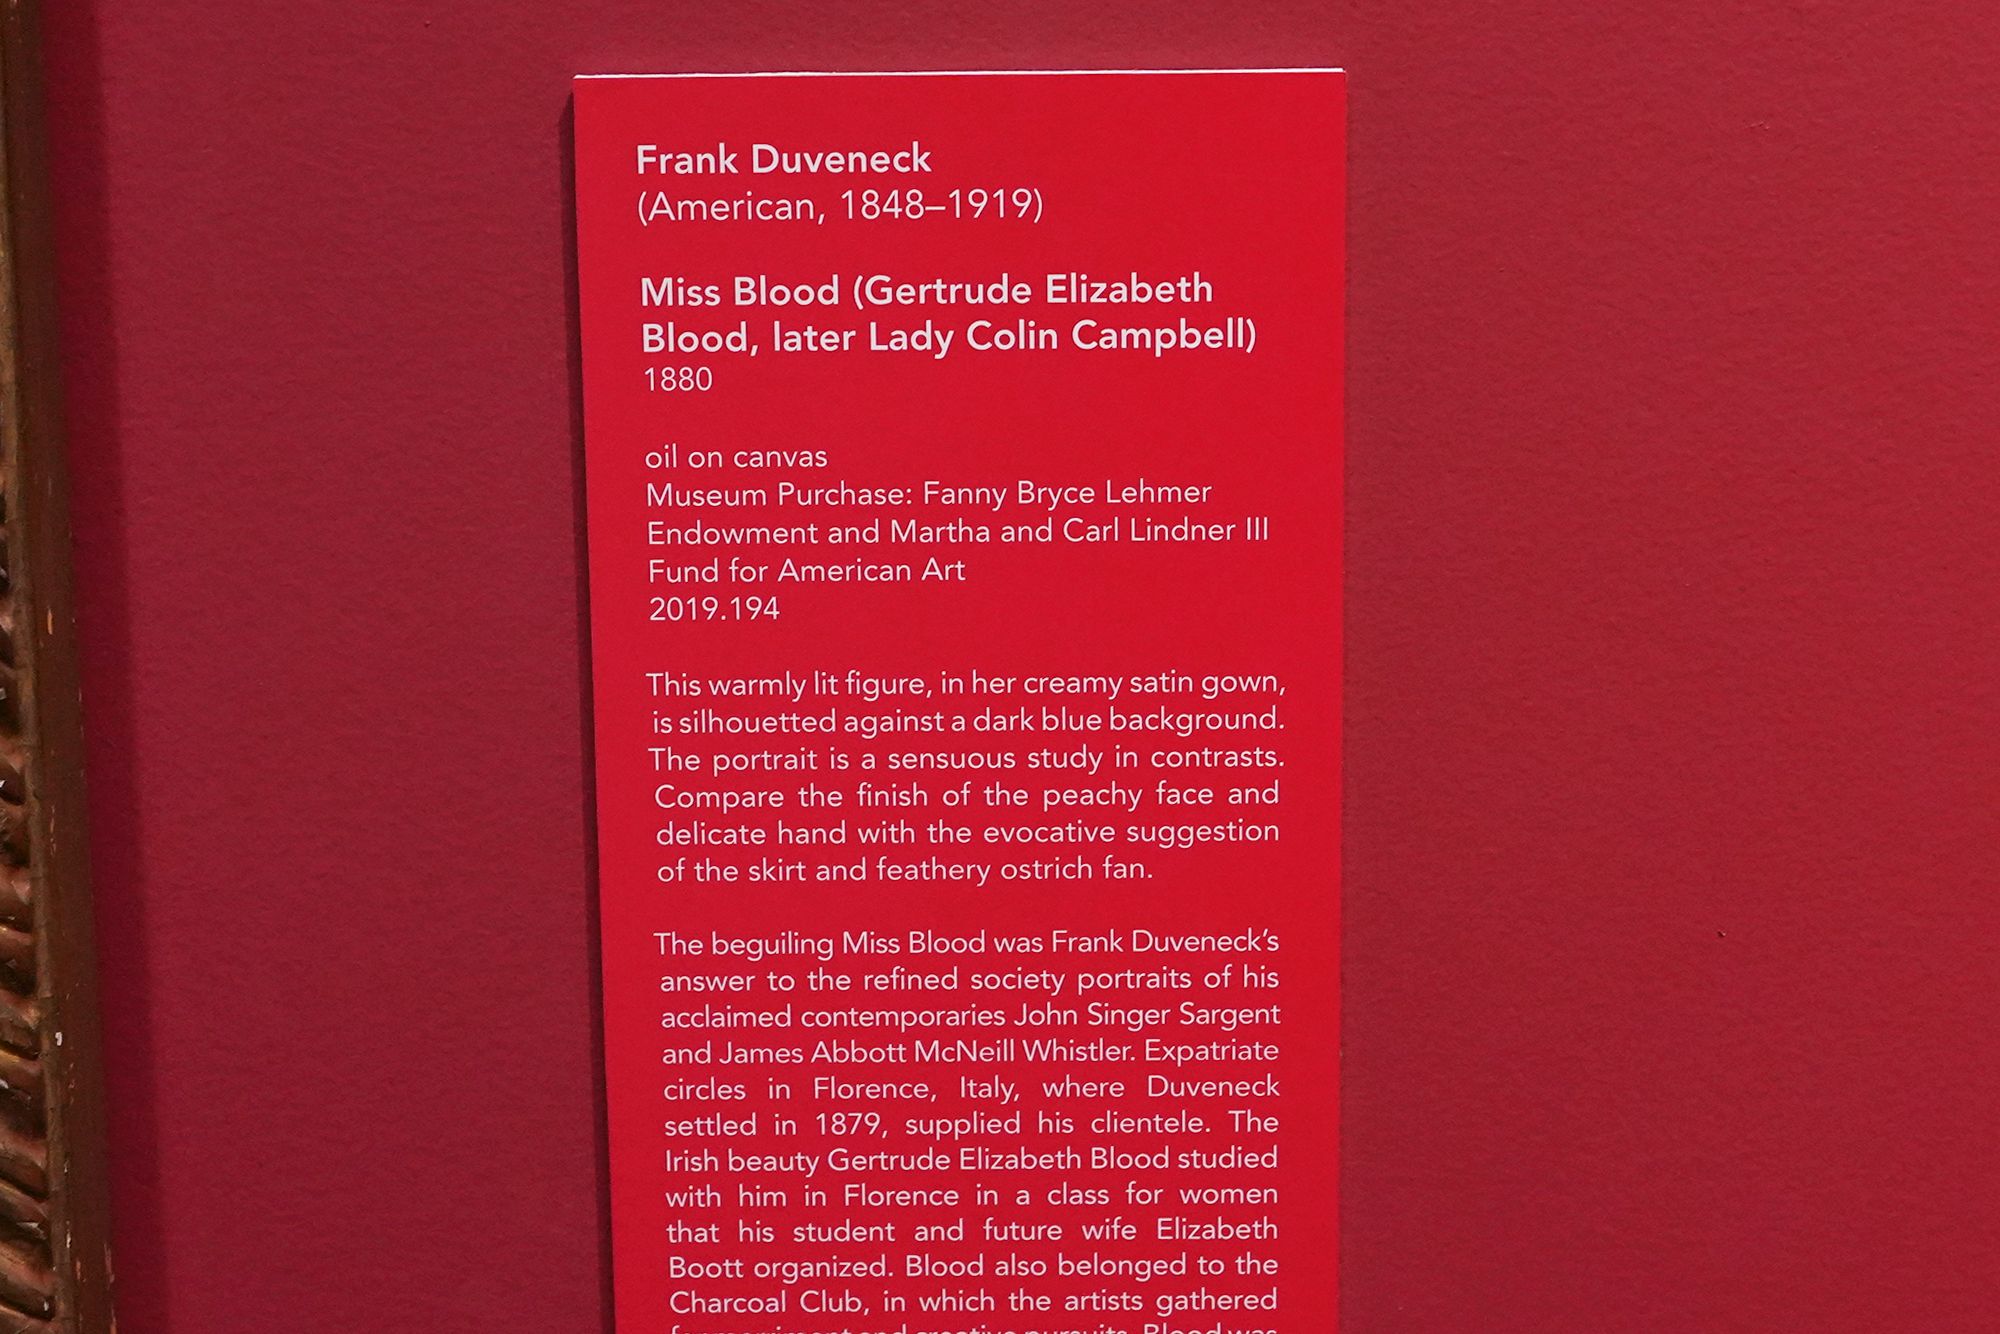 Frank Duveneck
(American, 1848–1919)
Miss Blood (Gertrude Elizabeth
Blood, later Lady Colin Campbell)
1880
oil on canvas
Museum Purchase: Fanny Bryce Lehmer
Endowment and Martha and Carl Lindner III
Fund for American Art
2019.194
This warmly lit figure, in her creamy satin gown,
is silhouetted against a dark blue background.
The portrait is a sensuous study in contrasts.
Compare the finish of the peachy face and
delicate hand with the evocative suggestion
of the skirt and feathery ostrich fan.
The beguiling Miss Blood was Frank Duveneck’s
answer to the refined society portraits of his
acclaimed contemporaries John Singer Sargent
and James Abbott McNeill Whistler. Expatriate
circles in Florence, Italy, where Duveneck
settled in 1879, supplied his clientele. The
Irish beauty Gertrude Elizabeth Blood studied
with him in Florence in a class for women
that his student and future wife Elizabeth
Boott organized. Blood also belonged to the
Charcoal Club, in which the artists gathered
for merriment and creative pursuits. Blood was